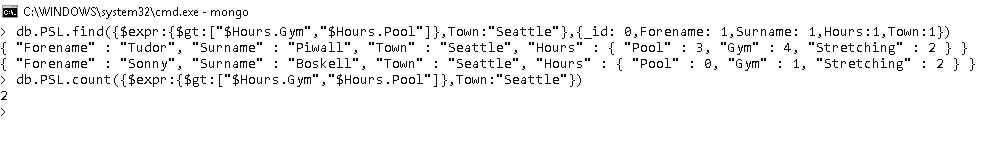 C:\WINDOWS\system32\cmd.exe - mongo
> db.PSL.find({$expr:{$gt:["$Hours.Gym","$Hours.Pool"]},Town:"Seattle"},{_id: 0,Forename: 1,Surname: 1,Hours:1,Town:1})
{ "Forename" : "Tudor", "Surname" : "Piwall", "Town" : "Seattle", "Hours" : { "Pool" : 3, "Gym" : 4, "Stretching" : 2 } }
{ "Forename" : "Sonny", "Surname" : "Boskell", "Town" : "Seattle", "Hours" : { "Pool" : 0, "Gym" : 1, "Stretching" : 2 } }
> db.PSL.count({$expr:{$gt:["$Hours.Gym","$Hours.Pool"]},Town:"Seattle"})
2
>